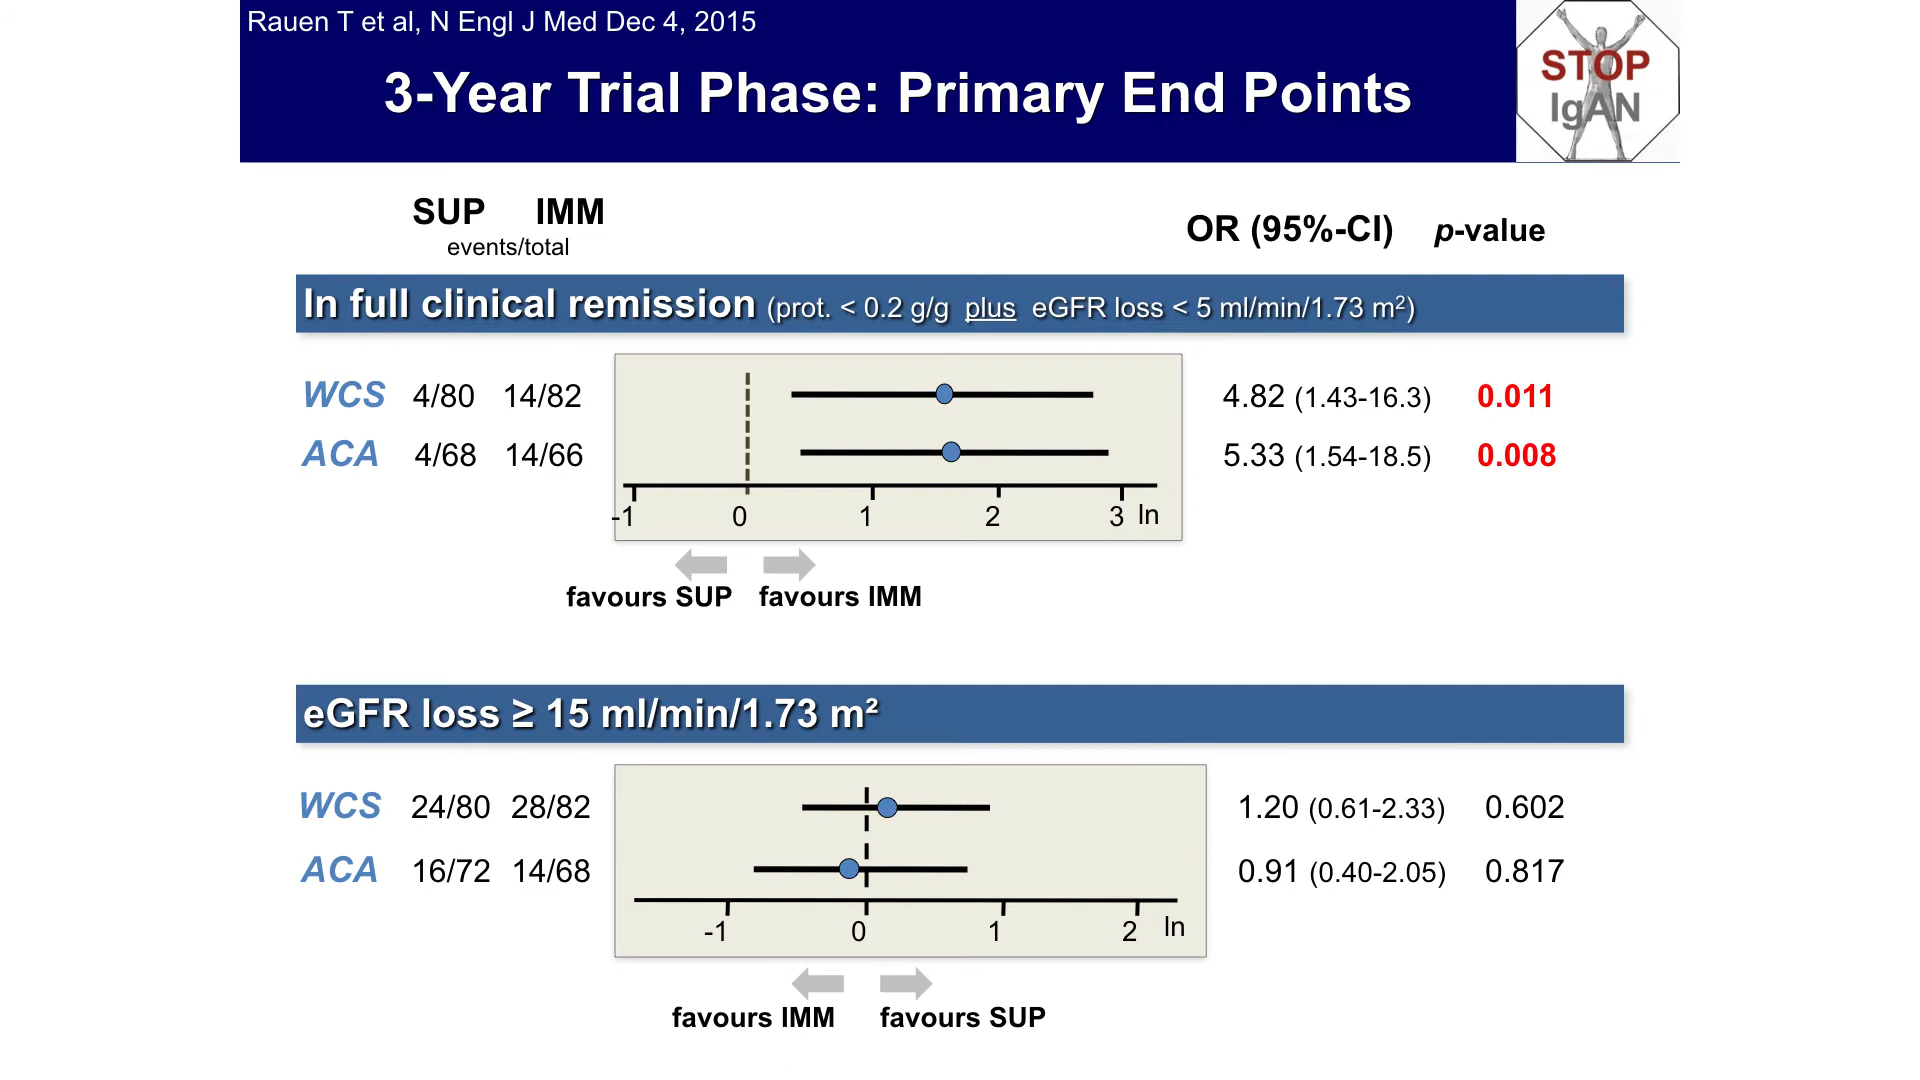 Rauen T et al, N Engl J Med Dec 4, 2015
3-Year Trial Phase: Primary End Points
STOP
IgAN
SUP IMM
events/total
OR (95%-CI) p-value
In full clinical remission (prot. < 0.2 g/g plus eGFR loss < 5 ml/min/1.73 m²)
WCS 4/80 14/82 4.82 (1.43-16.3) 0.011
ACA 4/68 14/66 5.33 (1.54-18.5) 0.008
-1 0 1 2 3 ln
favours SUP favours IMM
eGFR loss ≥ 15 ml/min/1.73 m²
WCS 24/80 28/82 1.20 (0.61-2.33) 0.602
ACA 16/72 14/68 0.91 (0.40-2.05) 0.817
-1 0 1 2 ln
favours IMM favours SUP